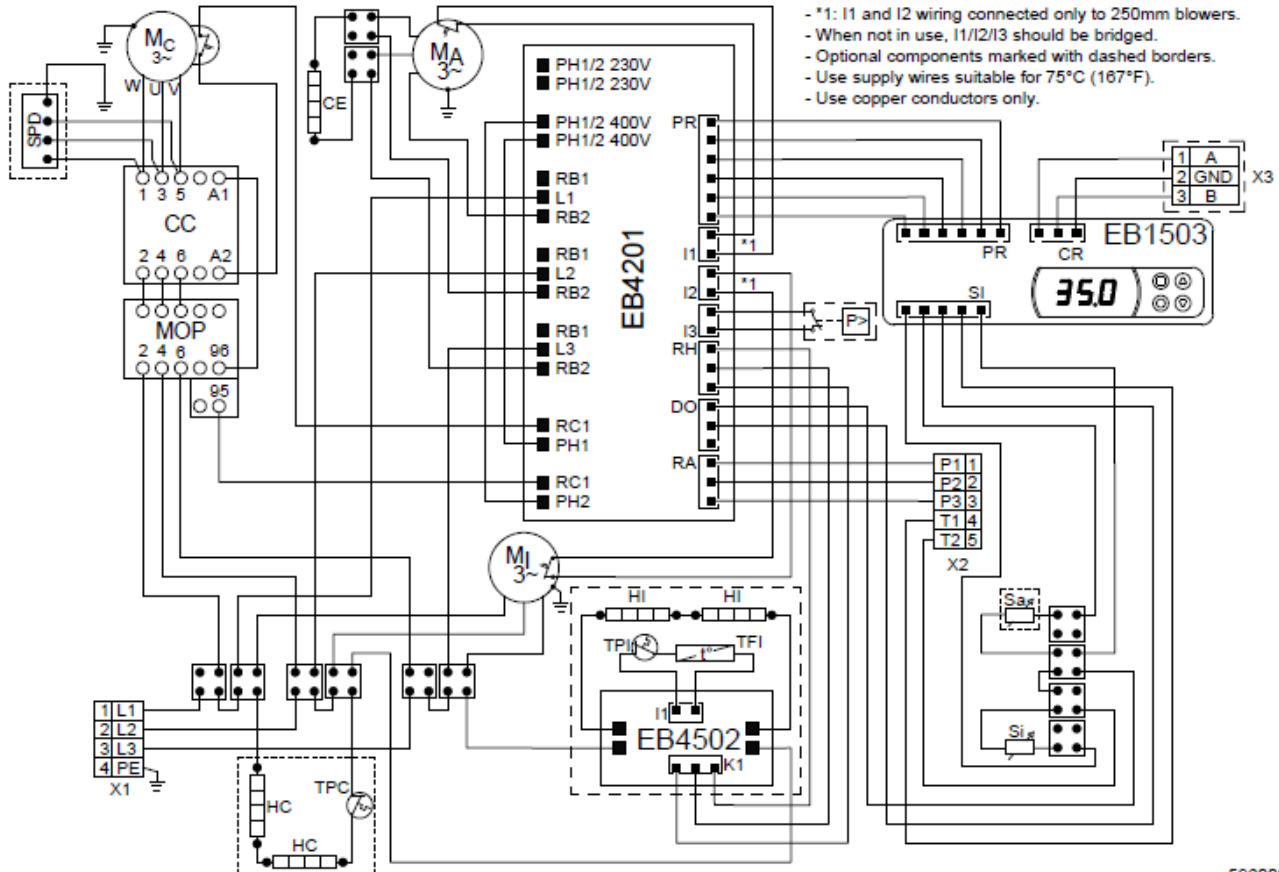 - *1: I1 and I2 wiring connected only to 250mm blowers.
- When not in use, I1/I2/I3 should be bridged.
- Optional components marked with dashed borders.
- Use supply wires suitable for 75°C (167°F).
- Use copper conductors only.
MC
3~
W U V
SPD
1 3 5 A1
CC
2 4 6 A2
MOP
2 4 6 96
95
CE
MA
3~
EB4201
PH1/2 230V
PH1/2 230V
PH1/2 400V
PH1/2 400V
RB1
L1
RB2
RB1
L2
RB2
RB1
L3
RB2
RC1
PH1
RC1
PH2
PR
I1
*1
I2
*1
I3
RH
DO
RA
P>
EB1503
PR
CR
SI
35.0
1 A
2 GND
3 B
X3
P1 1
P2 2
P3 3
T1 4
T2 5
X2
MI
3~
HI
HI
TPI
t°
TFI
I1
EB4502
K1
Sa
Si
1 L1
2 L2
3 L3
4 PE
X1
HC
TPC
HC